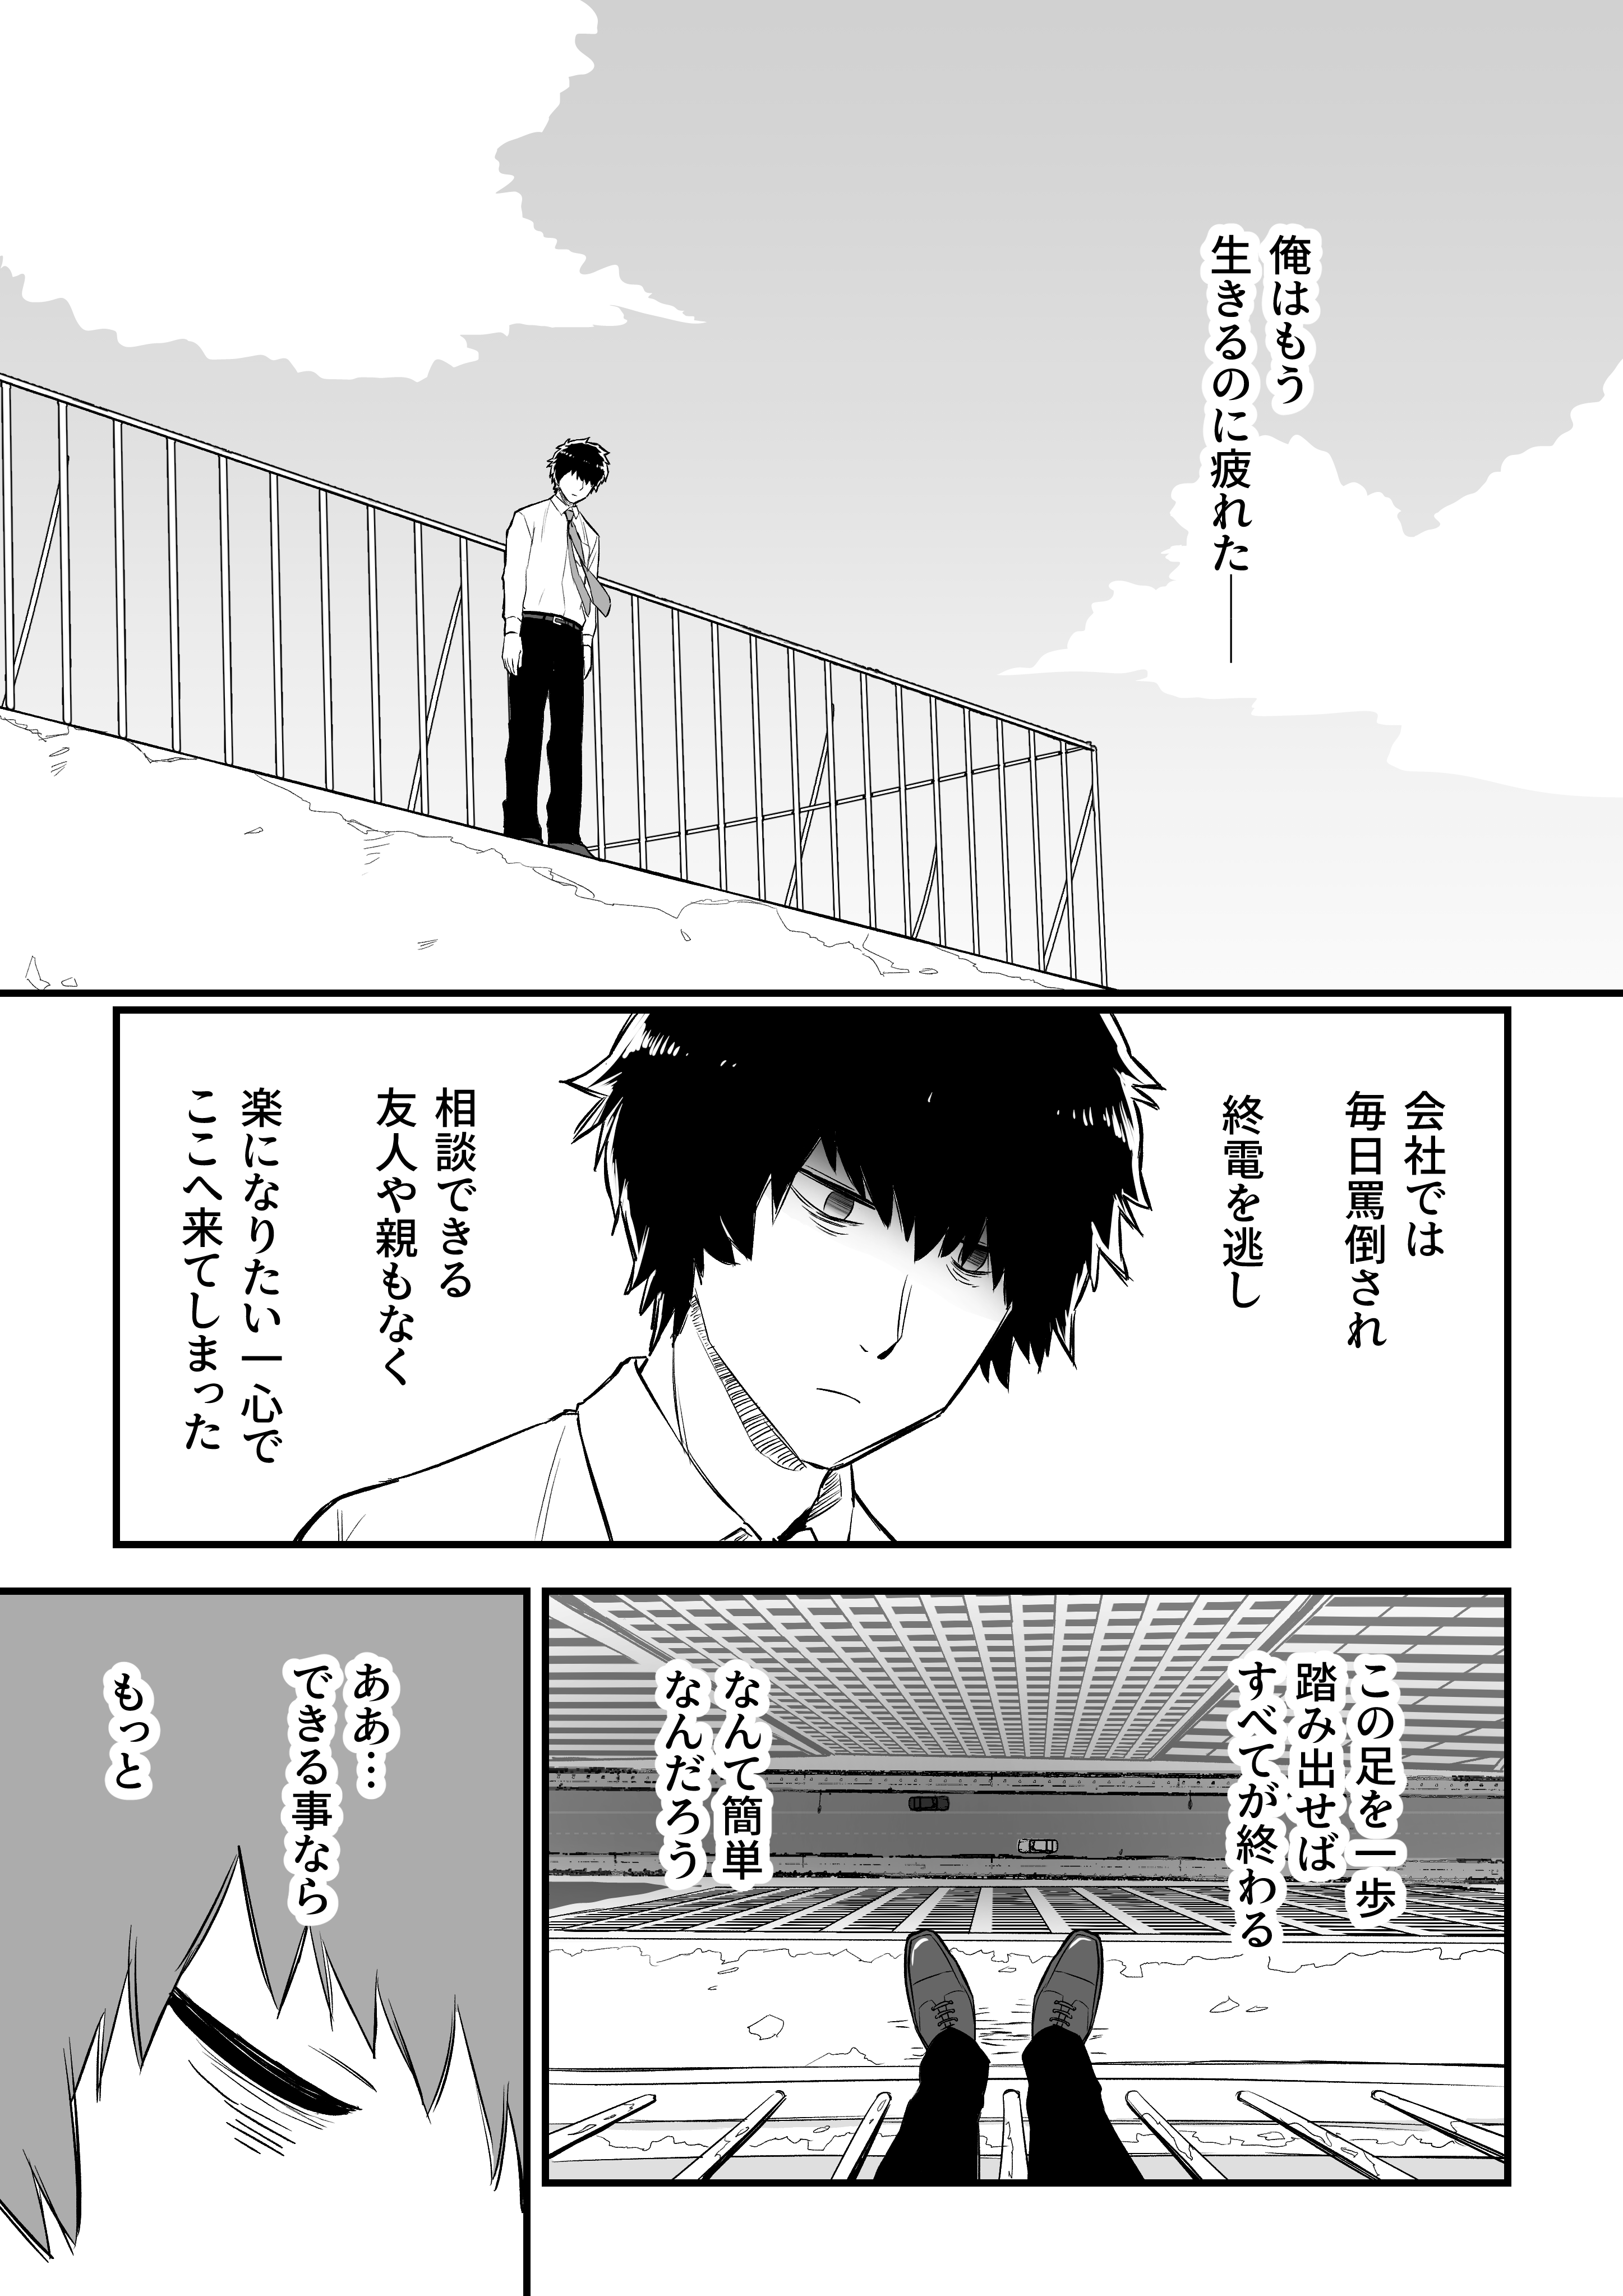 俺はもう
生きるのに疲れた――
会社では
毎日罵倒され
終電を逃し
相談できる
友人や親もなく
楽になりたい一心で
ここへ来てしまった
この足を一歩
踏み出せば
すべてが終わる
なんて簡単
なんだろう
ああ…
できる事なら
もっと